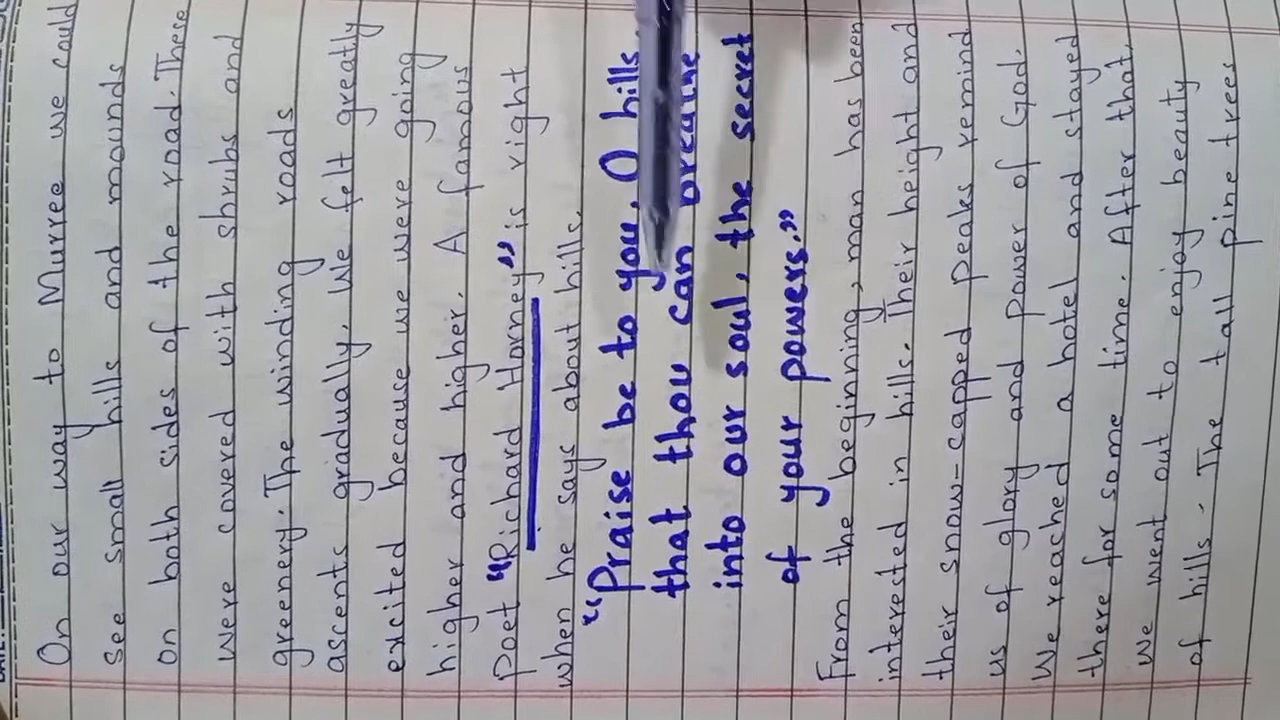 On our way to Murree we could
see small hills and mounds
on both sides of the road. There
were covered with shrubs and
greenery. The winding roads
ascents gradually. We felt greatly
excited because we were going
higher and higher. A famous
Poet "Richard Horney" is right
when he says about hills.
"Praise be to you, O hills
that thou can breathe
into our soul, the secret
of your powers."
From the beginning, man has been
interested in hills. Their height and
their snow-capped peaks remind
us of glory and power of God.
We reached a hotel and stayed
there for some time. After that,
we went out to enjoy beauty
of hills. The tall pine trees